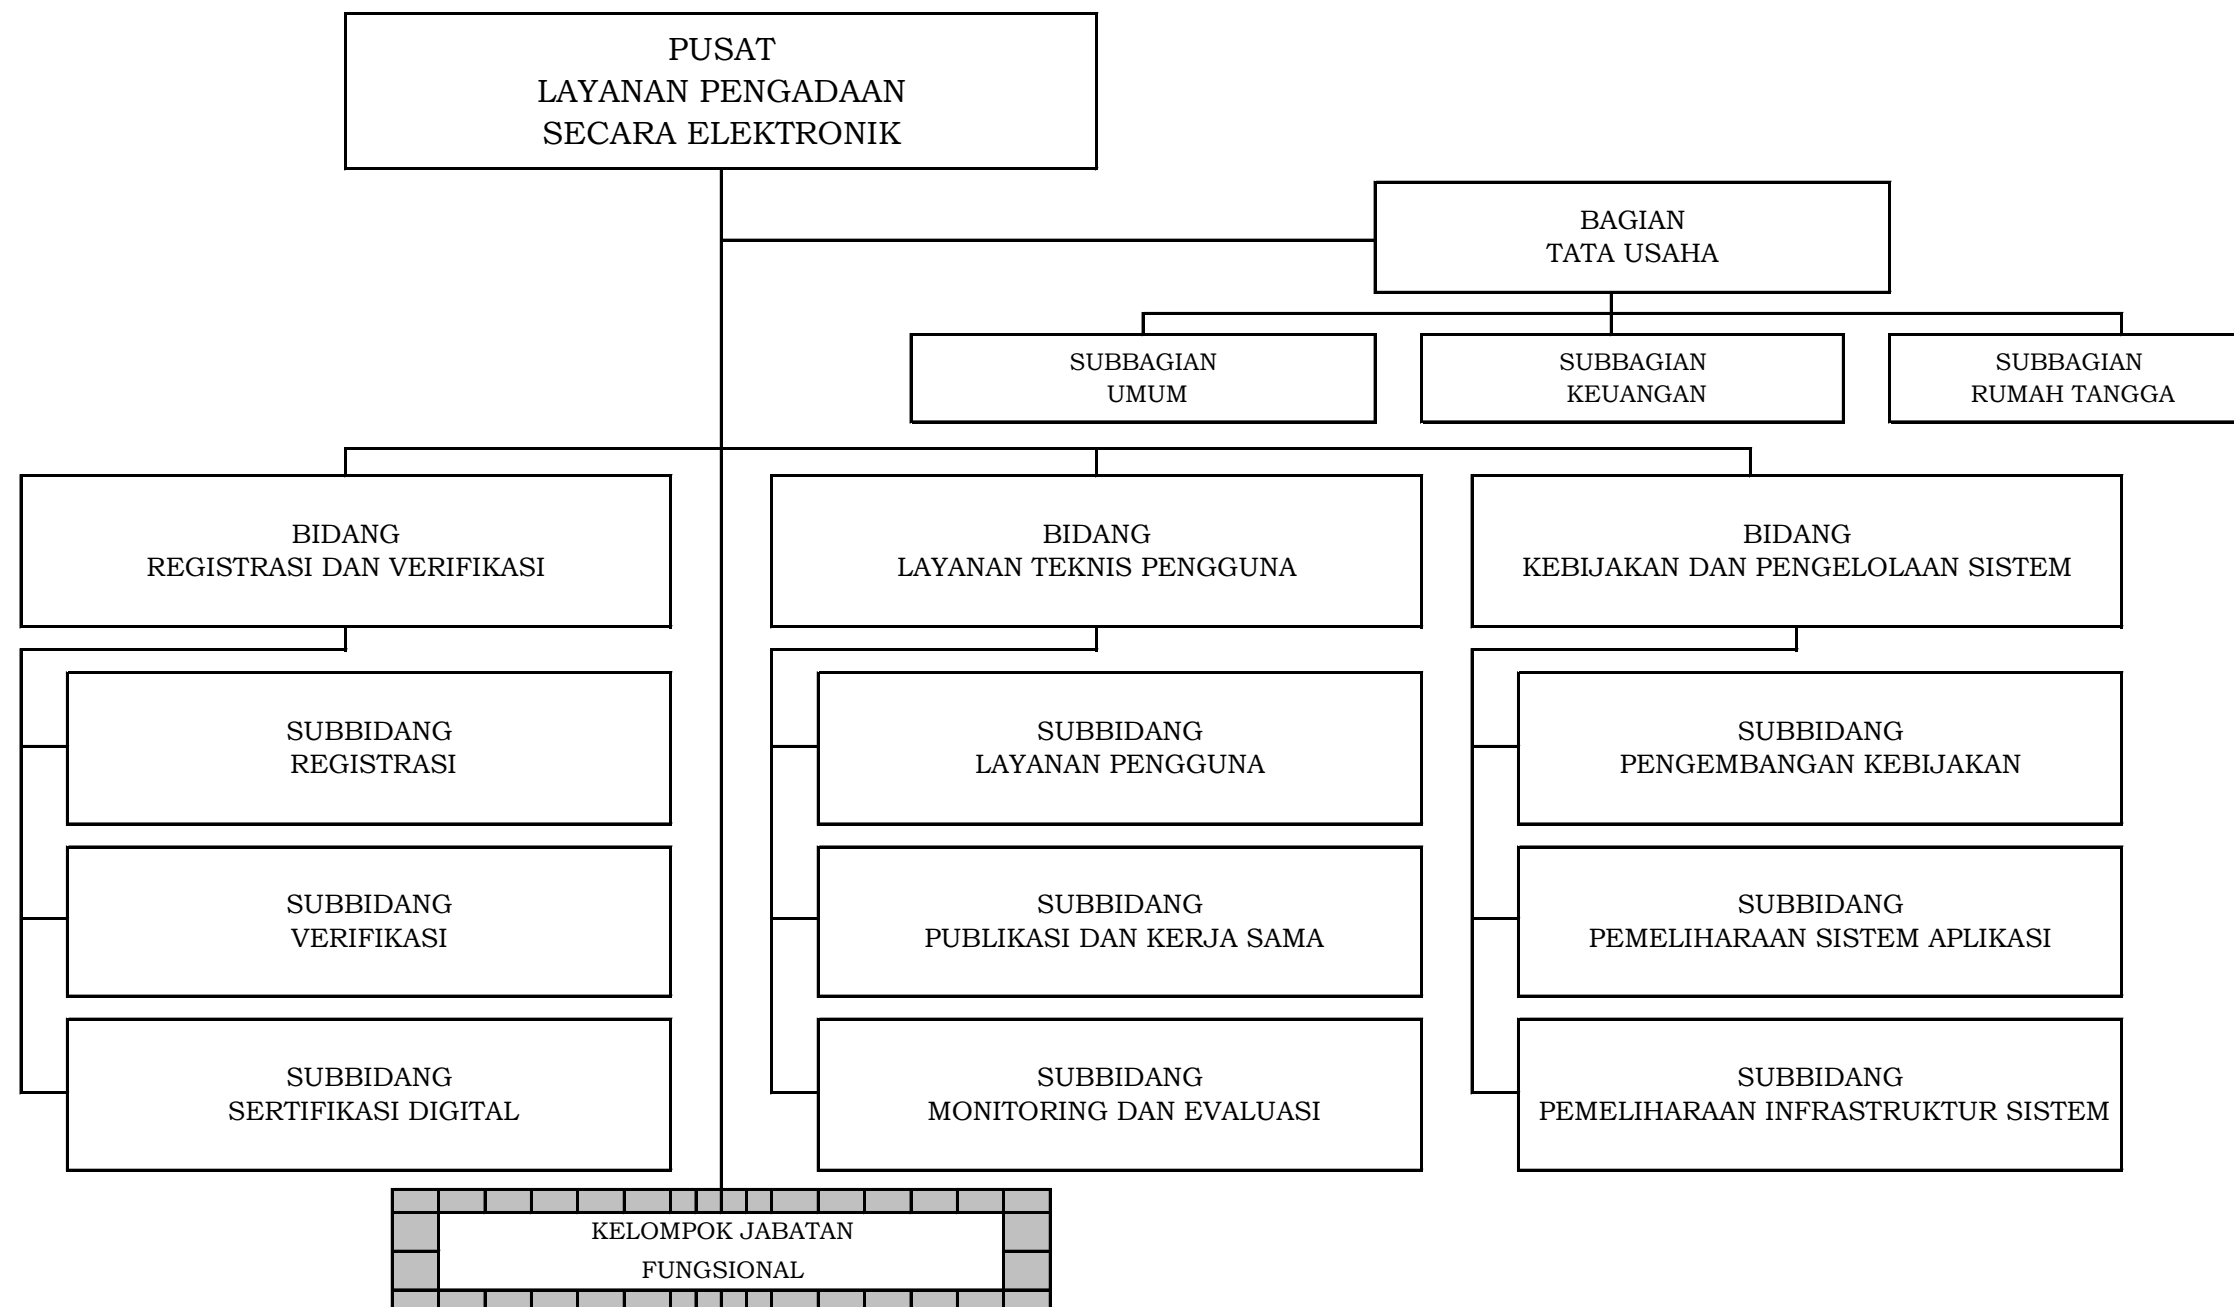 PUSAT
LAYANAN PENGADAAN
SECARA ELEKTRONIK
BAGIAN
TATA USAHA
SUBBAGIAN
UMUM
SUBBAGIAN
KEUANGAN
SUBBAGIAN
RUMAH TANGGA
BIDANG
REGISTRASI DAN VERIFIKASI
BIDANG
LAYANAN TEKNIS PENGGUNA
BIDANG
KEBIJAKAN DAN PENGELOLAAN SISTEM
SUBBIDANG
REGISTRASI
SUBBIDANG
LAYANAN PENGGUNA
SUBBIDANG
PENGEMBANGAN KEBIJAKAN
SUBBIDANG
VERIFIKASI
SUBBIDANG
PUBLIKASI DAN KERJA SAMA
SUBBIDANG
PEMELIHARAAN SISTEM APLIKASI
SUBBIDANG
SERTIFIKASI DIGITAL
SUBBIDANG
MONITORING DAN EVALUASI
SUBBIDANG
PEMELIHARAAN INFRASTRUKTUR SISTEM
KELOMPOK JABATAN
FUNGSIONAL